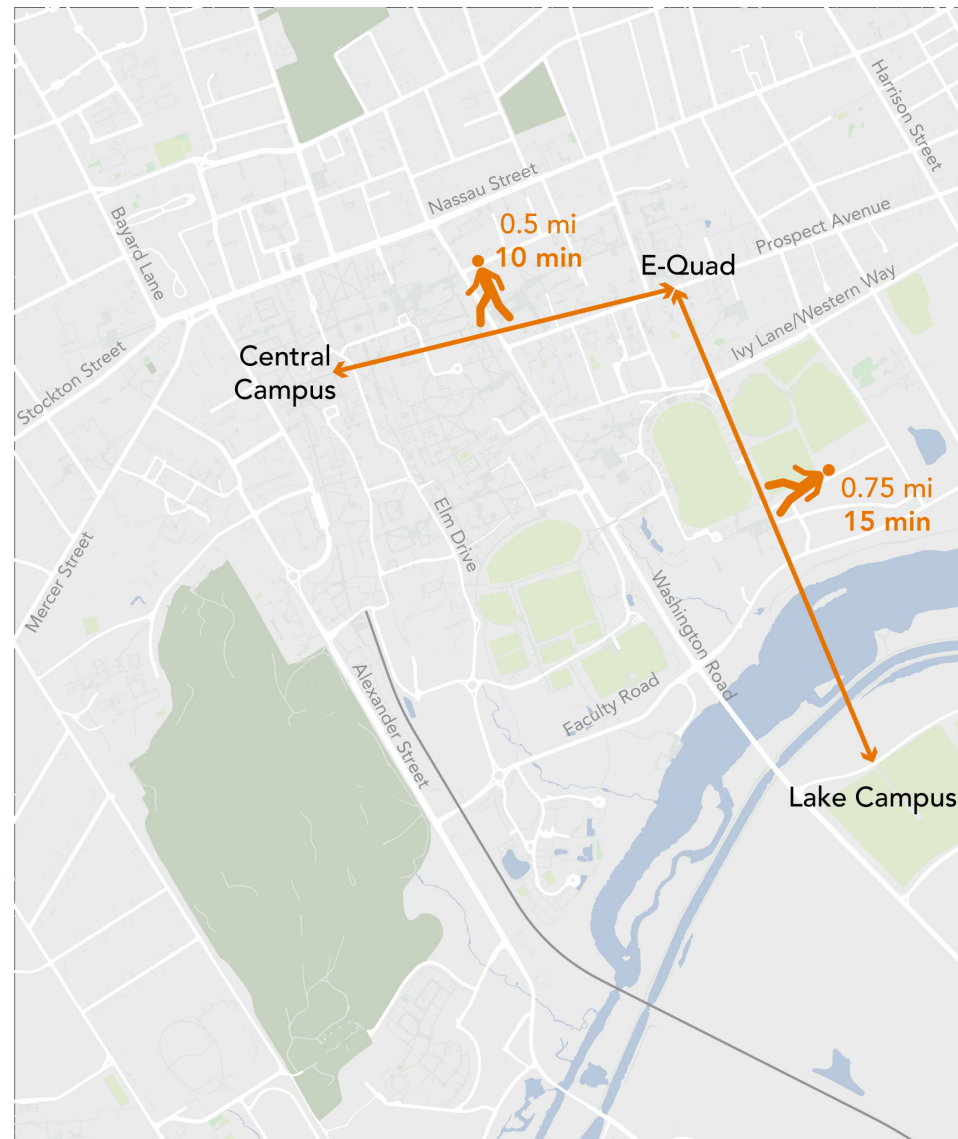 Harrison Street
Nassau Street
Bayard Lane
0.5 mi
10 min
Prospect Avenue
E-Quad
Ivy Lane/Western Way
Central
Campus
Stockton Street
0.75 mi
15 min
Elm Drive
Mercer Street
Washington Road
Faculty Road
Alexander Street
Lake Campus